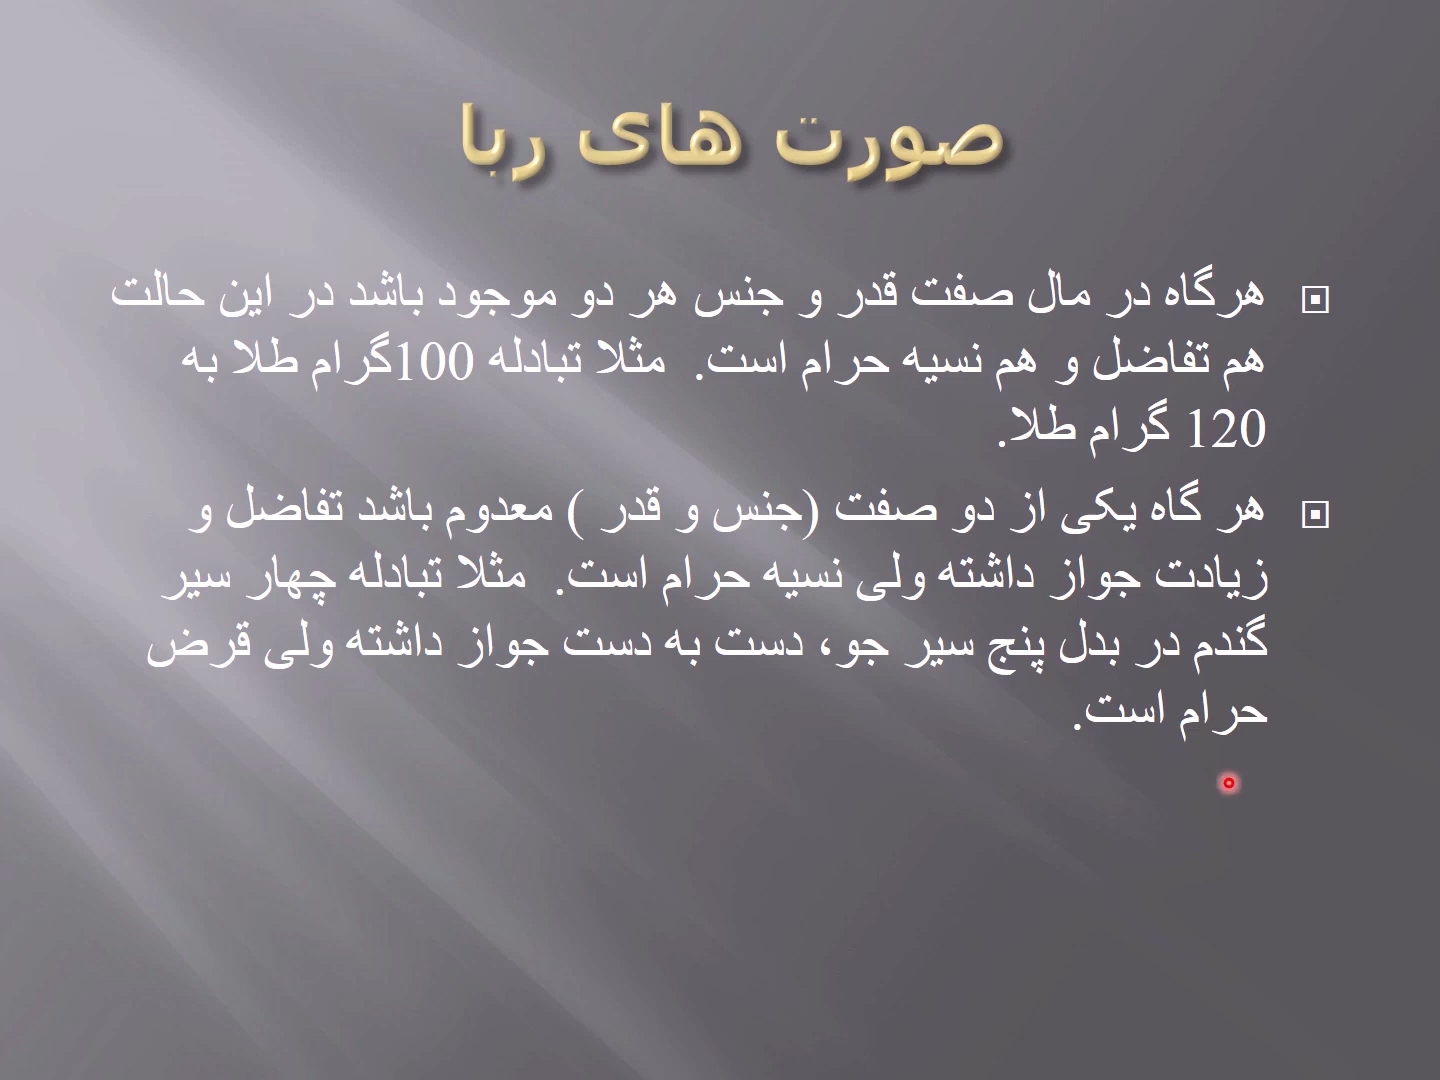 صورت های ربا
هرگاه در مال صفت قدر و جنس هر دو موجود باشد در این حالت
هم تفاضل و هم نسیه حرام است. مثلا تبادله 100گرام طلا به
120 گرام طلا.
هر گاه یکی از دو صفت (جنس و قدر ) معدوم باشد تفاضل و
زیادت جواز داشته ولی نسیه حرام است. مثلا تبادله چهار سیر
گندم در بدل پنج سیر جو، دست به دست جواز داشته ولی قرض
حرام است.